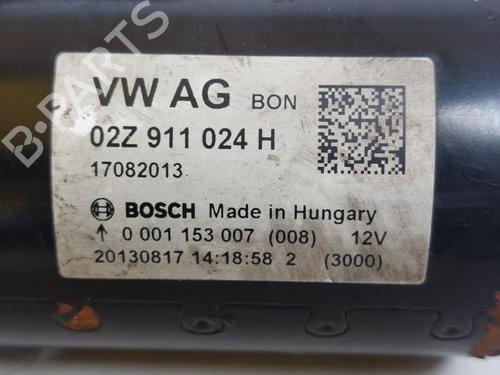 VW AG BON
02Z 911 024 H
17082013
BOSCH Made in Hungary
↑ 0 001 153 007 (008) 12V
20130817 14:18:58 2 (3000)
B-PARTS